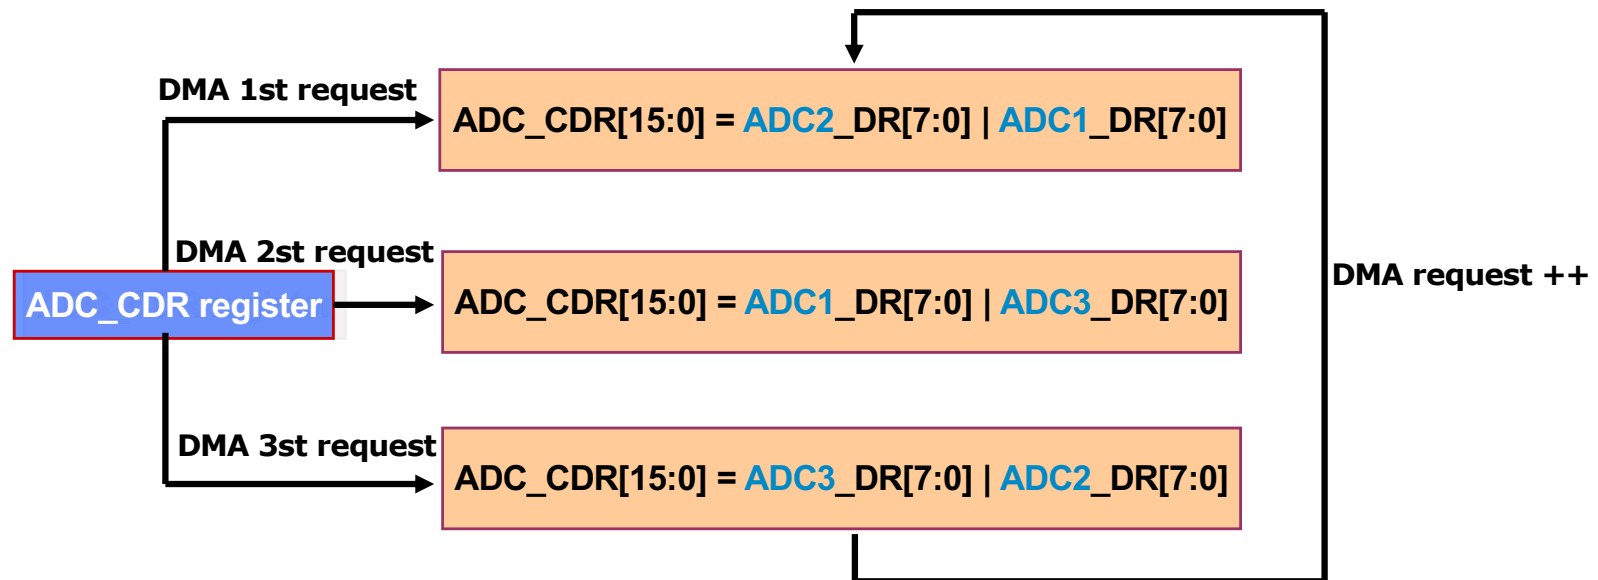 DMA 1st request
ADC_CDR[15:0] = ADC2_DR[7:0] | ADC1_DR[7:0]
DMA 2st request
ADC_CDR register
ADC_CDR[15:0] = ADC1_DR[7:0] | ADC3_DR[7:0]
DMA request ++
DMA 3st request
ADC_CDR[15:0] = ADC3_DR[7:0] | ADC2_DR[7:0]